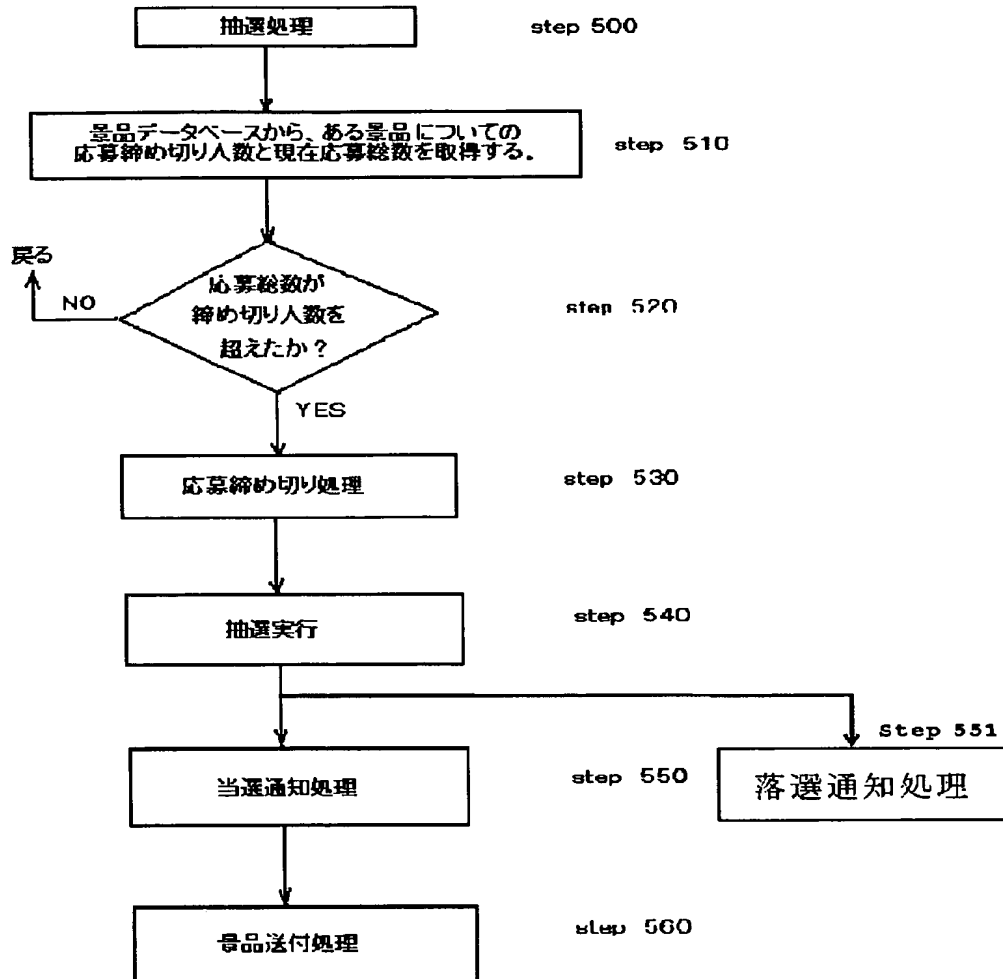 抽選処理
step 500
景品データベースから、ある景品についての
応募締め切り人数と現在応募総数を取得する。
step 510
戻る
NO
応募総数が
締め切り人数を
超えたか?
step 520
YES
応募締め切り処理
step 530
抽選実行
step 540
Step 551
当選通知処理
step 550
落選通知処理
景品送付処理
step 560